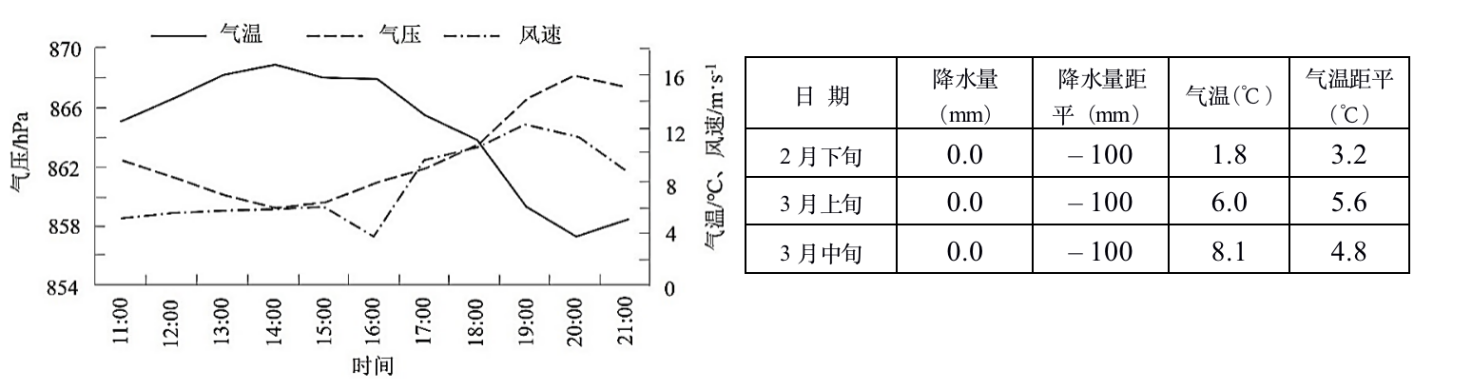 气温 气压 风速
870
866
862
858
854
气压/hPa
16
12
8
4
0
气温/℃、风速/m·s-1
11:00 12:00 13:00 14:00 15:00 16:00 17:00 18:00 19:00 20:00 21:00
时间
日 期 降水量（mm） 降水量距平（mm） 气温(℃) 气温距平（℃）
2月下旬 0.0 –100 1.8 3.2
3月上旬 0.0 –100 6.0 5.6
3月中旬 0.0 –100 8.1 4.8